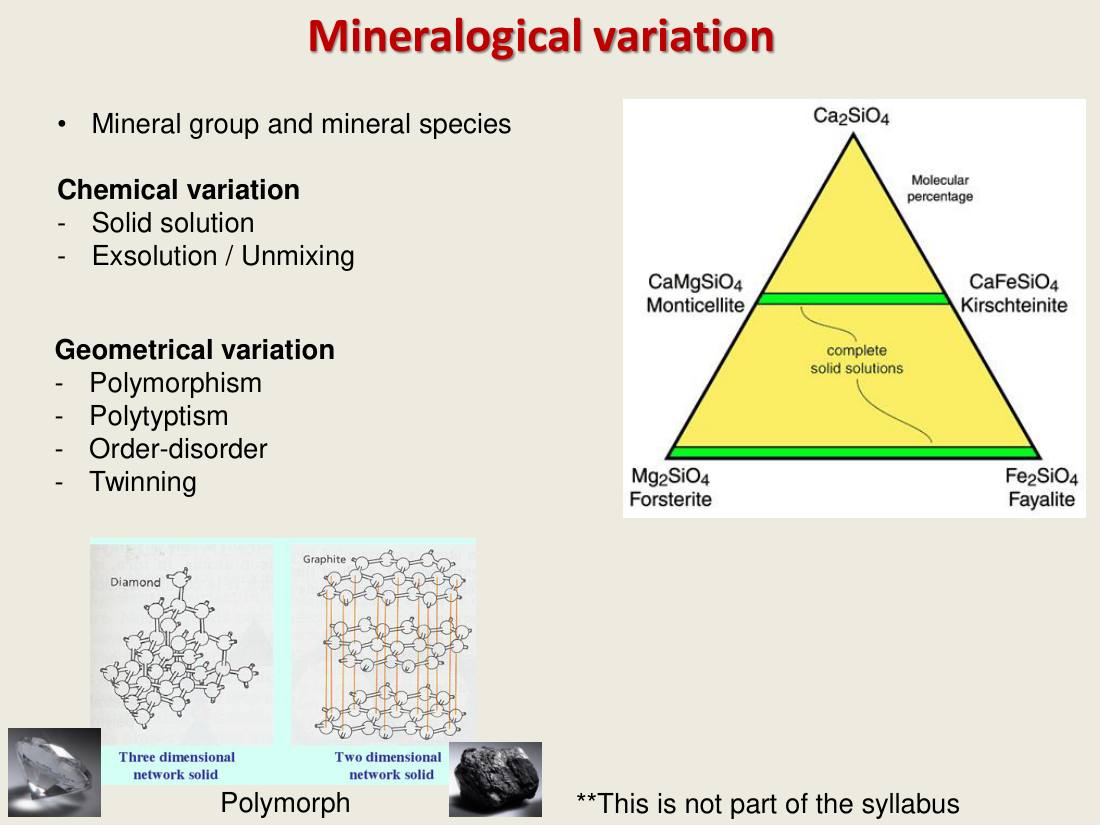 Mineralogical variation
• Mineral group and mineral species
Chemical variation
- Solid solution
- Exsolution / Unmixing
Geometrical variation
- Polymorphism
- Polytyptism
- Order-disorder
- Twinning
Ca2SiO4
Molecular
percentage
CaMgSiO4
Monticellite
CaFeSiO4
Kirschteinite
complete
solid solutions
Mg2SiO4
Forsterite
Fe2SiO4
Fayalite
Diamond
Graphite
Three dimensional
network solid
Two dimensional
network solid
Polymorph
**This is not part of the syllabus